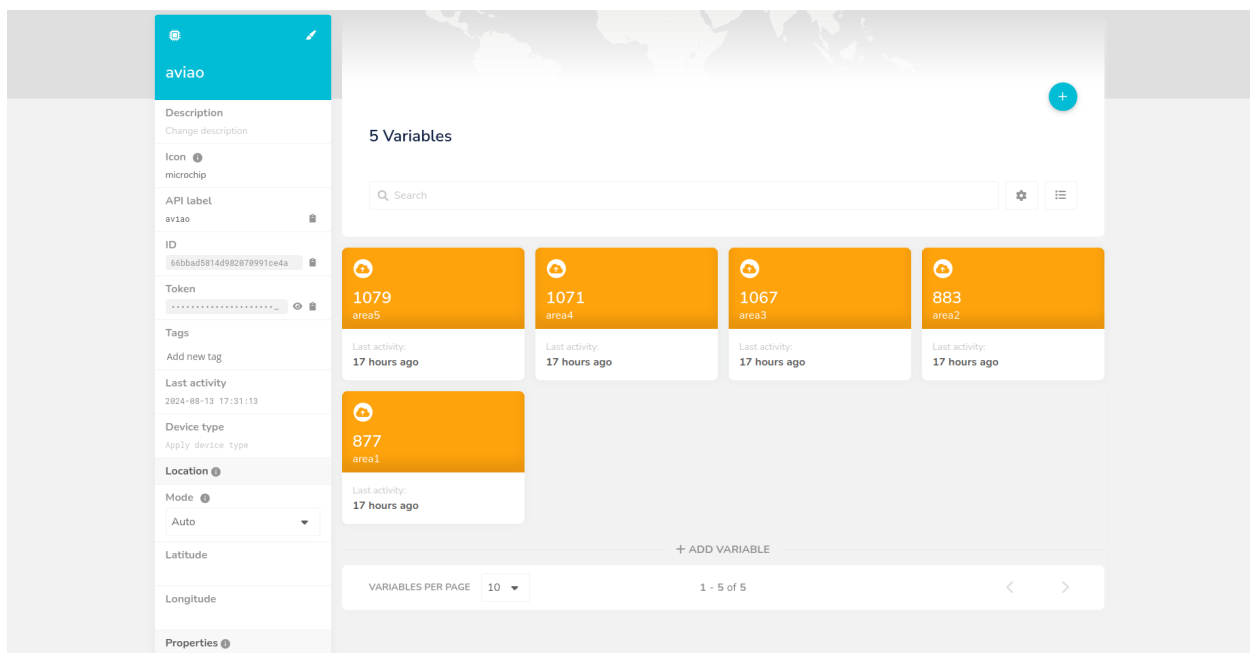 aviao
Description
Change description
Icon
microchip
API label
aviao
ID
66bbad5814d982070991ce4a
Token
Tags
Add new tag
Last activity
2024-08-13 17:31:13
Device type
Apply device type
Location
Mode
Auto
Latitude
Longitude
Properties
5 Variables
Search
1079
area5
Last activity:
17 hours ago
1071
area4
Last activity:
17 hours ago
1067
area3
Last activity:
17 hours ago
883
area2
Last activity:
17 hours ago
877
area1
Last activity:
17 hours ago
+ ADD VARIABLE
VARIABLES PER PAGE 10
1 - 5 of 5